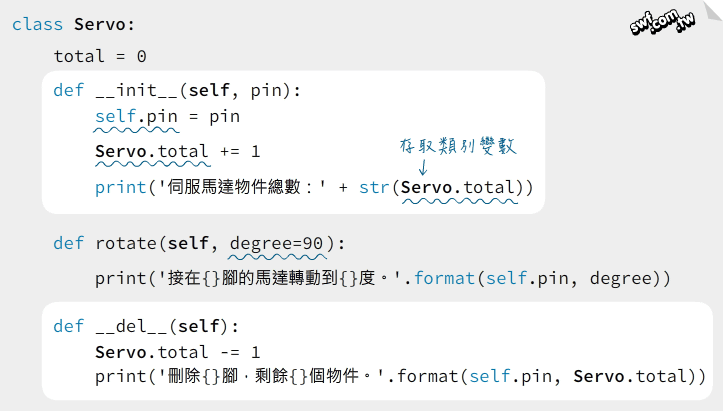 class Servo:
swf.com.tw
total = 0
def __init__(self, pin):
self.pin = pin
Servo.total += 1
存取類別變數
print('伺服馬達物件總數：' + str(Servo.total))
def rotate(self, degree=90):
print('接在{}腳的馬達轉動到{}度。'.format(self.pin, degree))
def __del__(self):
Servo.total -= 1
print('刪除{}腳，剩餘{}個物件。'.format(self.pin, Servo.total))